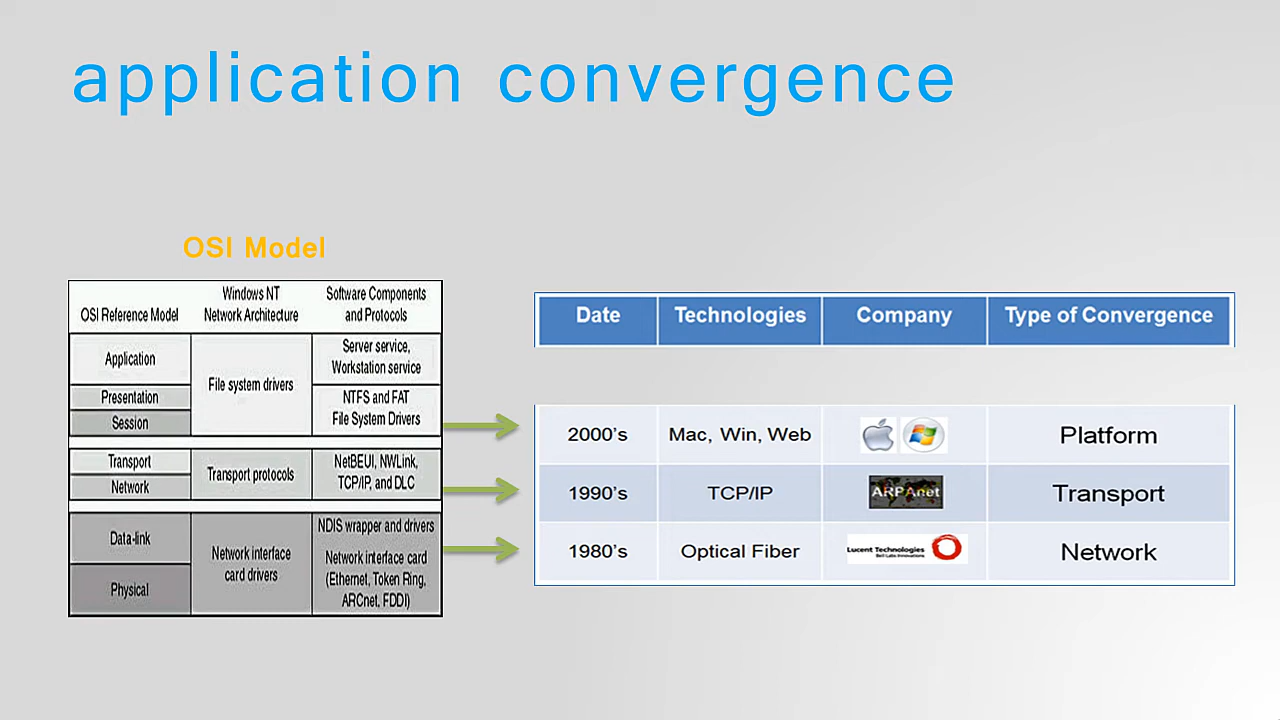 application convergence
OSI Model
OSI Reference Model
Windows NT
Network Architecture
Software Components
and Protocols
Application
Presentation
Session
File system drivers
Server service,
Workstation service
NTFS and FAT
File System Drivers
Transport
Network
Transport protocols
NetBEUI, NWLink,
TCP/IP, and DLC
Data-link
Physical
Network interface
card drivers
NDIS wrapper and drivers
Network interface card
(Ethernet, Token Ring,
ARCnet, FDDI)
Date Technologies Company Type of Convergence
2000's Mac, Win, Web Platform
1990's TCP/IP ARPAnet Transport
1980's Optical Fiber Lucent Technologies Network
Bell Labs Innovations